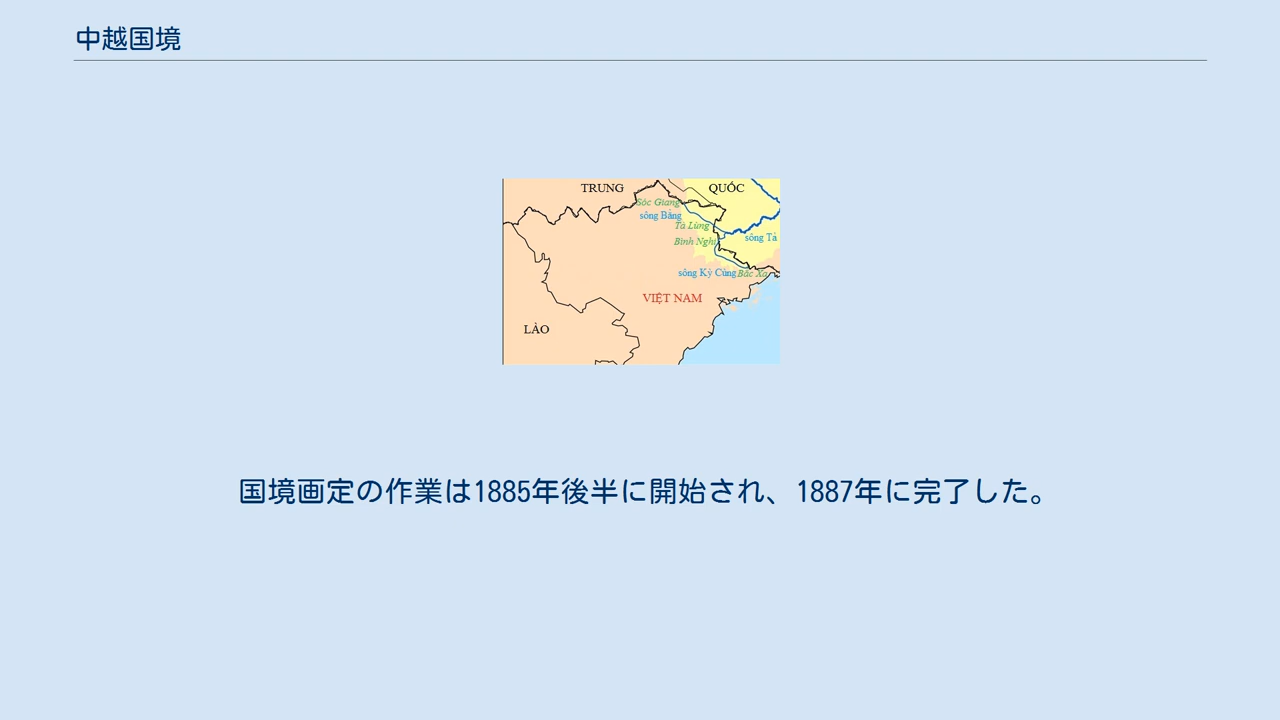 中越国境
TRUNG QUỐC
Sóc Giang
sông Bằng
Tà Lùng
sông Tả
Bình Nghi
sông Kỳ Cùng Bắc Xa
VIỆT NAM
LÀO
国境画定の作業は1885年後半に開始され、1887年に完了した。